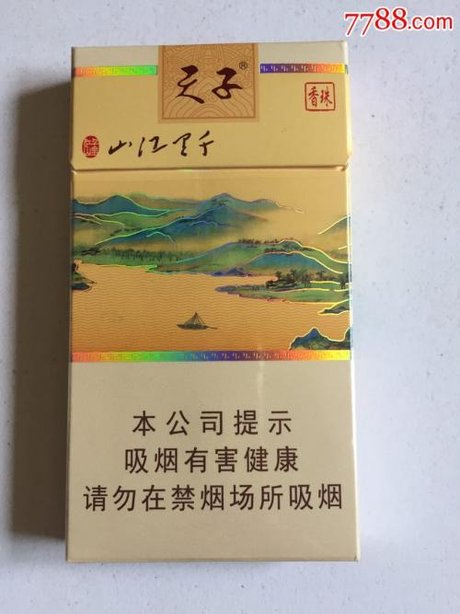 7788.com
天子®
香珠
千里江山
本公司提示
吸烟有害健康
请勿在禁烟场所吸烟